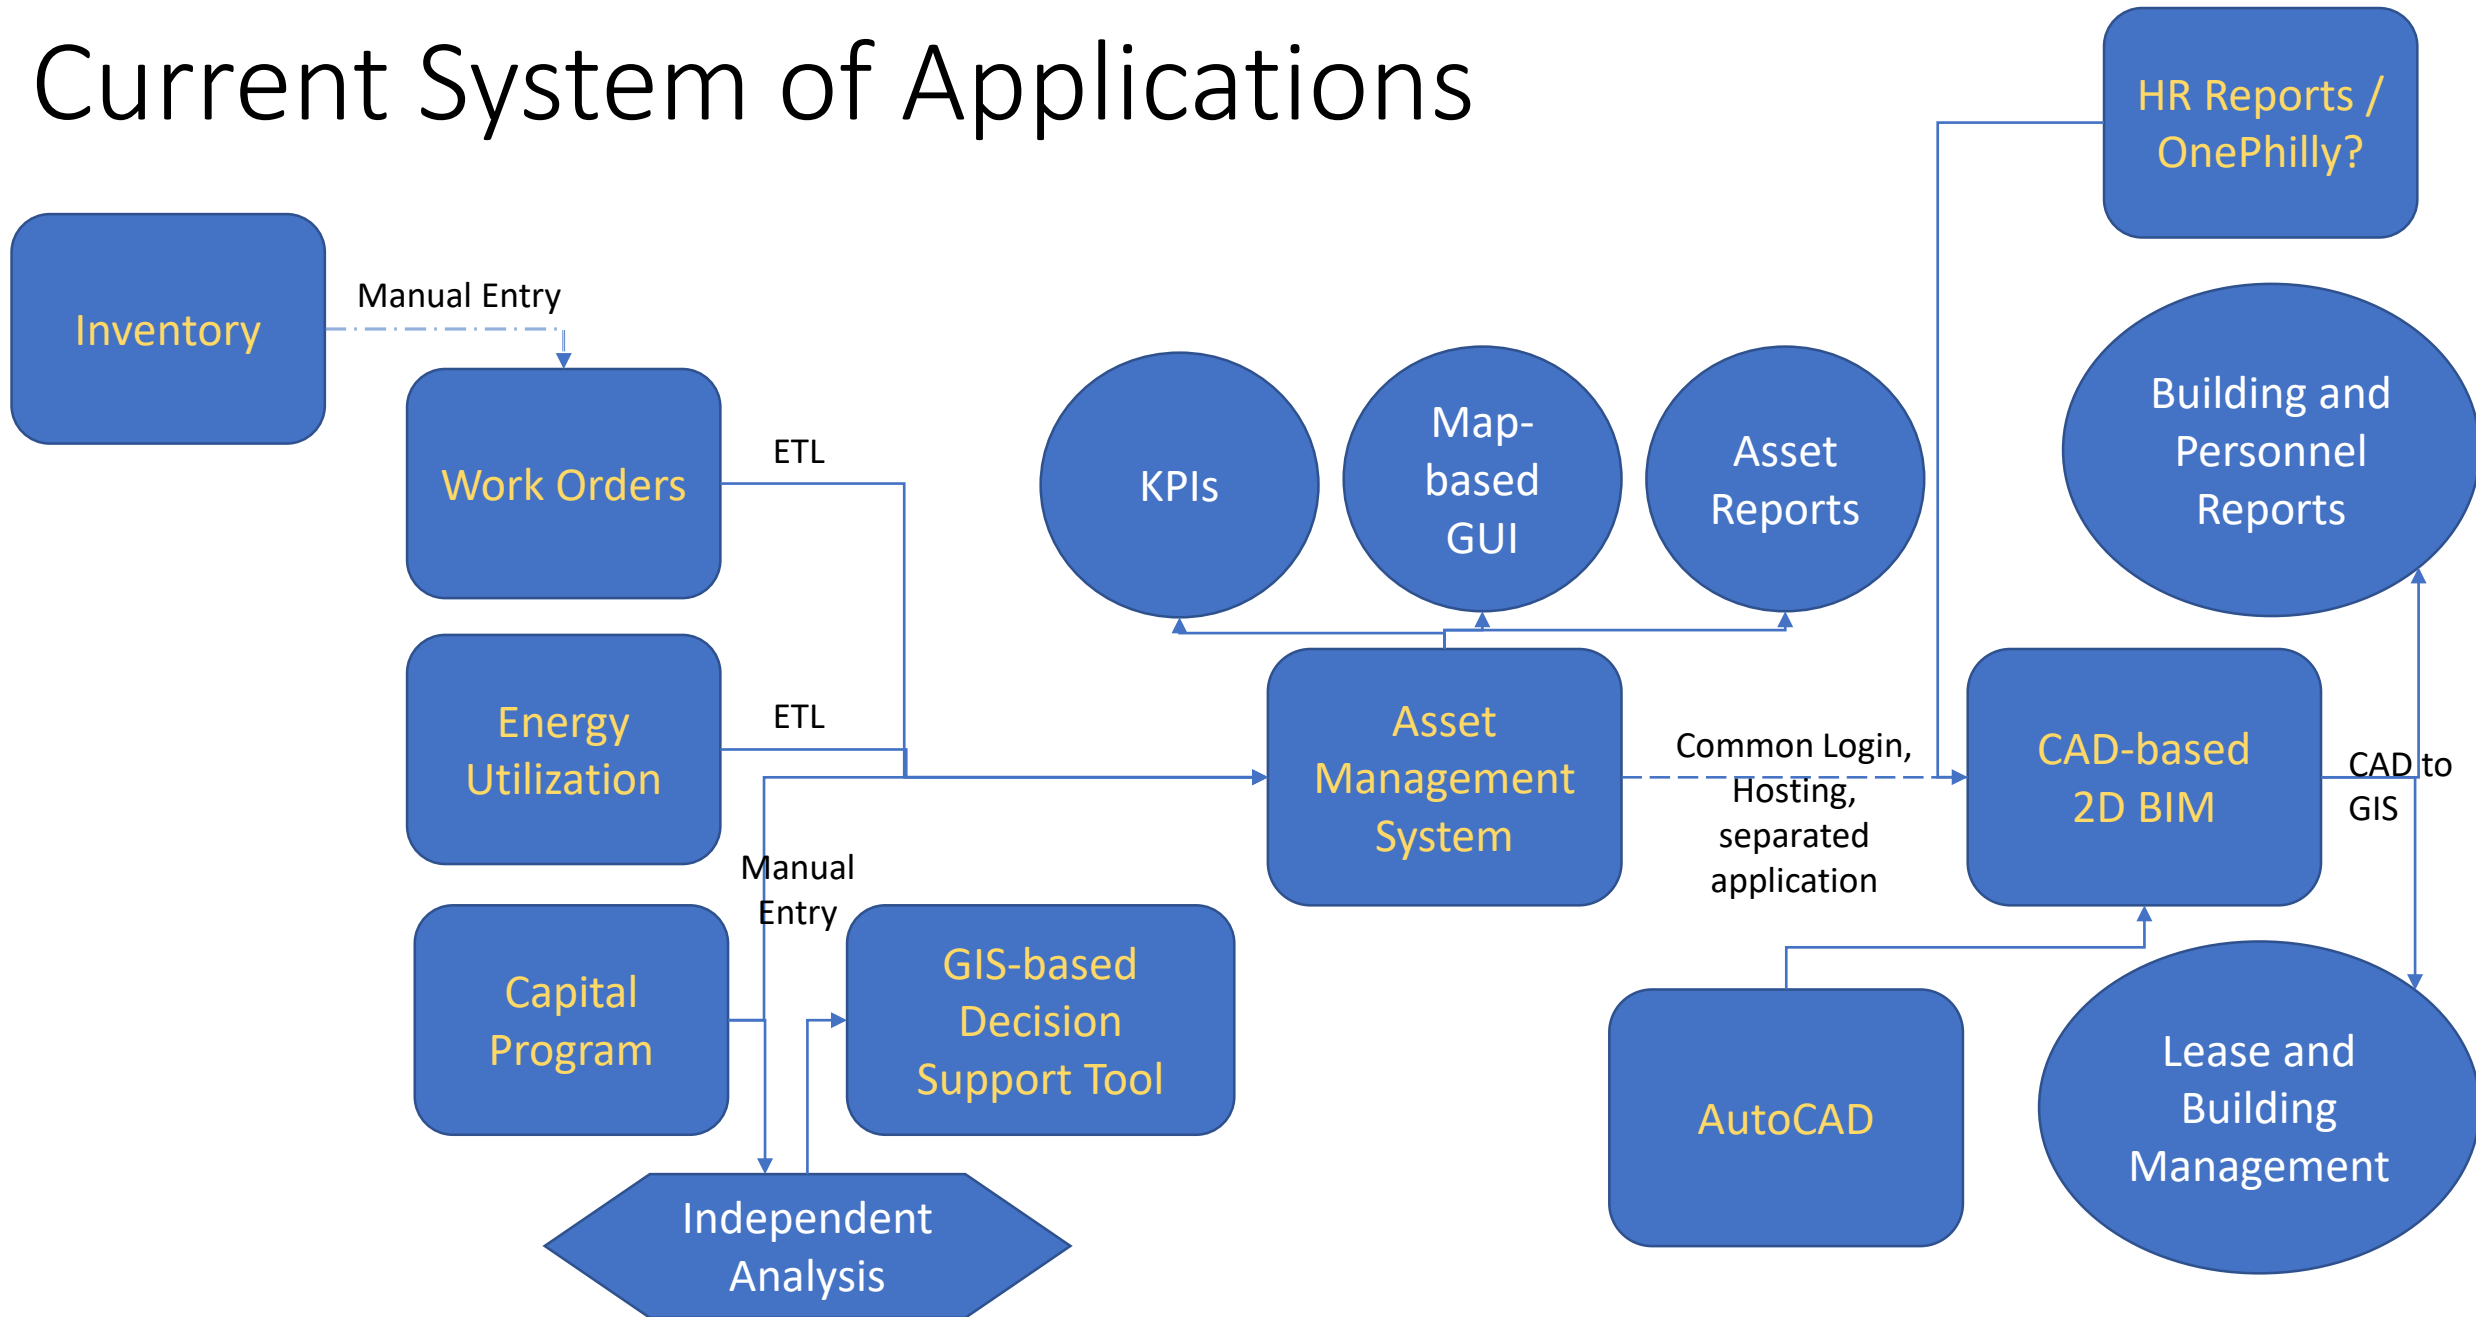 Current System of Applications
HR Reports /
OnePhilly?
Inventory
Manual Entry
Work Orders
ETL
KPIs
Map-
based
GUI
Asset
Reports
Building and
Personnel
Reports
Energy
Utilization
ETL
Asset
Management
System
Common Login,
Hosting,
separated
application
CAD-based
2D BIM
CAD to
GIS
Manual
Entry
Capital
Program
GIS-based
Decision
Support Tool
AutoCAD
Lease and
Building
Management
Independent
Analysis